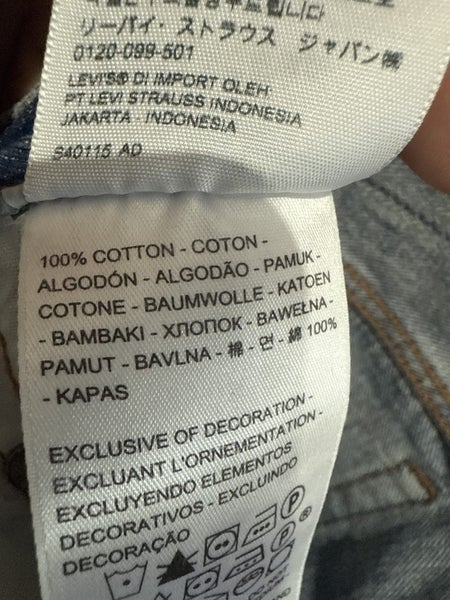 リーバイ・ストラウス ジャパン㈱
0120-099-501
LEVI'S® DI IMPORT OLEH
PT LEVI STRAUSS INDONESIA
JAKARTA INDONESIA
S40115 AD
100% COTTON - COTON -
ALGODÓN - ALGODÃO - PAMUK -
COTONE - BAUMWOLLE - KATOEN
- BAMBAKI - ХЛОПОК - BAWEŁNA -
PAMUT - BAVLNA - 棉 - 면 - 綿 100%
- KAPAS
EXCLUSIVE OF DECORATION -
EXCLUANT L'ORNEMENTATION -
EXCLUYENDO ELEMENTOS
DECORATIVOS - EXCLUINDO
DECORAÇÃO
P
®